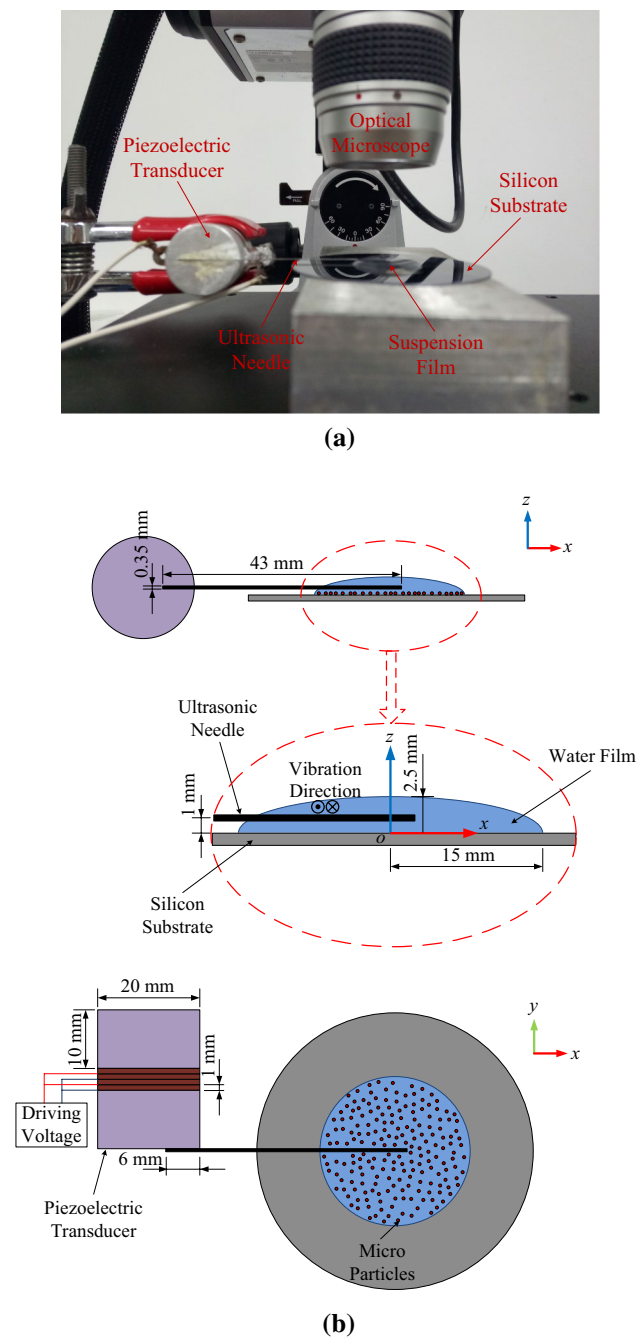 Optical
Microscope
Piezoelectric
Transducer
Silicon
Substrate
Ultrasonic
Needle
Suspension
Film
(a)
z
x
0.35 mm
43 mm
Ultrasonic
Needle
z
2.5 mm
Water Film
Vibration
Direction
1 mm
o
x
15 mm
Silicon
Substrate
20 mm
y
x
10 mm
1 mm
Driving
Voltage
6 mm
Piezoelectric
Transducer
Micro
Particles
(b)